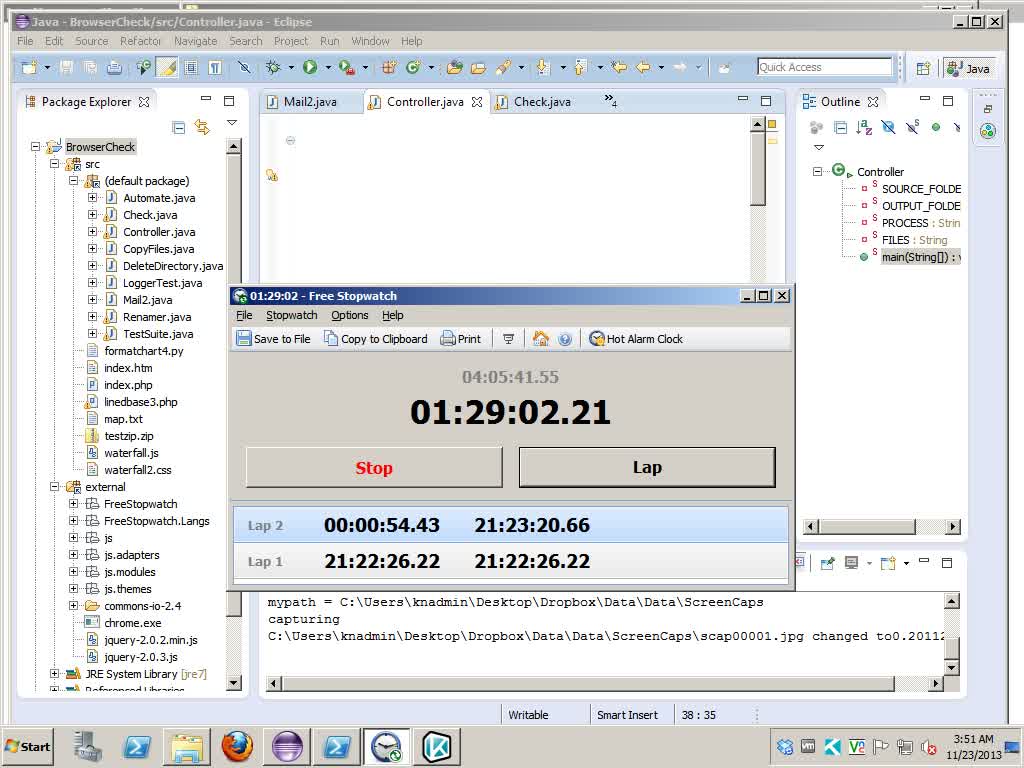 Java - BrowserCheck/src/Controller.java - Eclipse
File Edit Source Refactor Navigate Search Project Run Window Help
Quick Access
Java
Package Explorer
Mail2.java
Controller.java
Check.java
»4
Outline
BrowserCheck
src
(default package)
Automate.java
Check.java
Controller.java
CopyFiles.java
DeleteDirectory.java
LoggerTest.java
Mail2.java
Renamer.java
TestSuite.java
formatchart4.py
index.htm
index.php
linedbase3.php
map.txt
testzip.zip
waterfall.js
waterfall2.css
external
FreeStopwatch
FreeStopwatch.Langs
js
js.adapters
js.modules
js.themes
commons-io-2.4
chrome.exe
jquery-2.0.2.min.js
jquery-2.0.3.js
JRE System Library [jre7]
Referenced Libraries
Controller
SOURCE_FOLDE
OUTPUT_FOLDE
PROCESS : Strin
FILES : String
main(String[]) : v
01:29:02 - Free Stopwatch
File Stopwatch Options Help
Save to File Copy to Clipboard Print Hot Alarm Clock
04:05:41.55
01:29:02.21
Stop Lap
Lap 2 00:00:54.43 21:23:20.66
Lap 1 21:22:26.22 21:22:26.22
mypath = C:\Users\knadmin\Desktop\Dropbox\Data\Data\ScreenCaps
capturing
C:\Users\knadmin\Desktop\Dropbox\Data\Data\ScreenCaps\scap00001.jpg changed to0.20112
Writable Smart Insert 38 : 35
Start
3:51 AM
11/23/2013